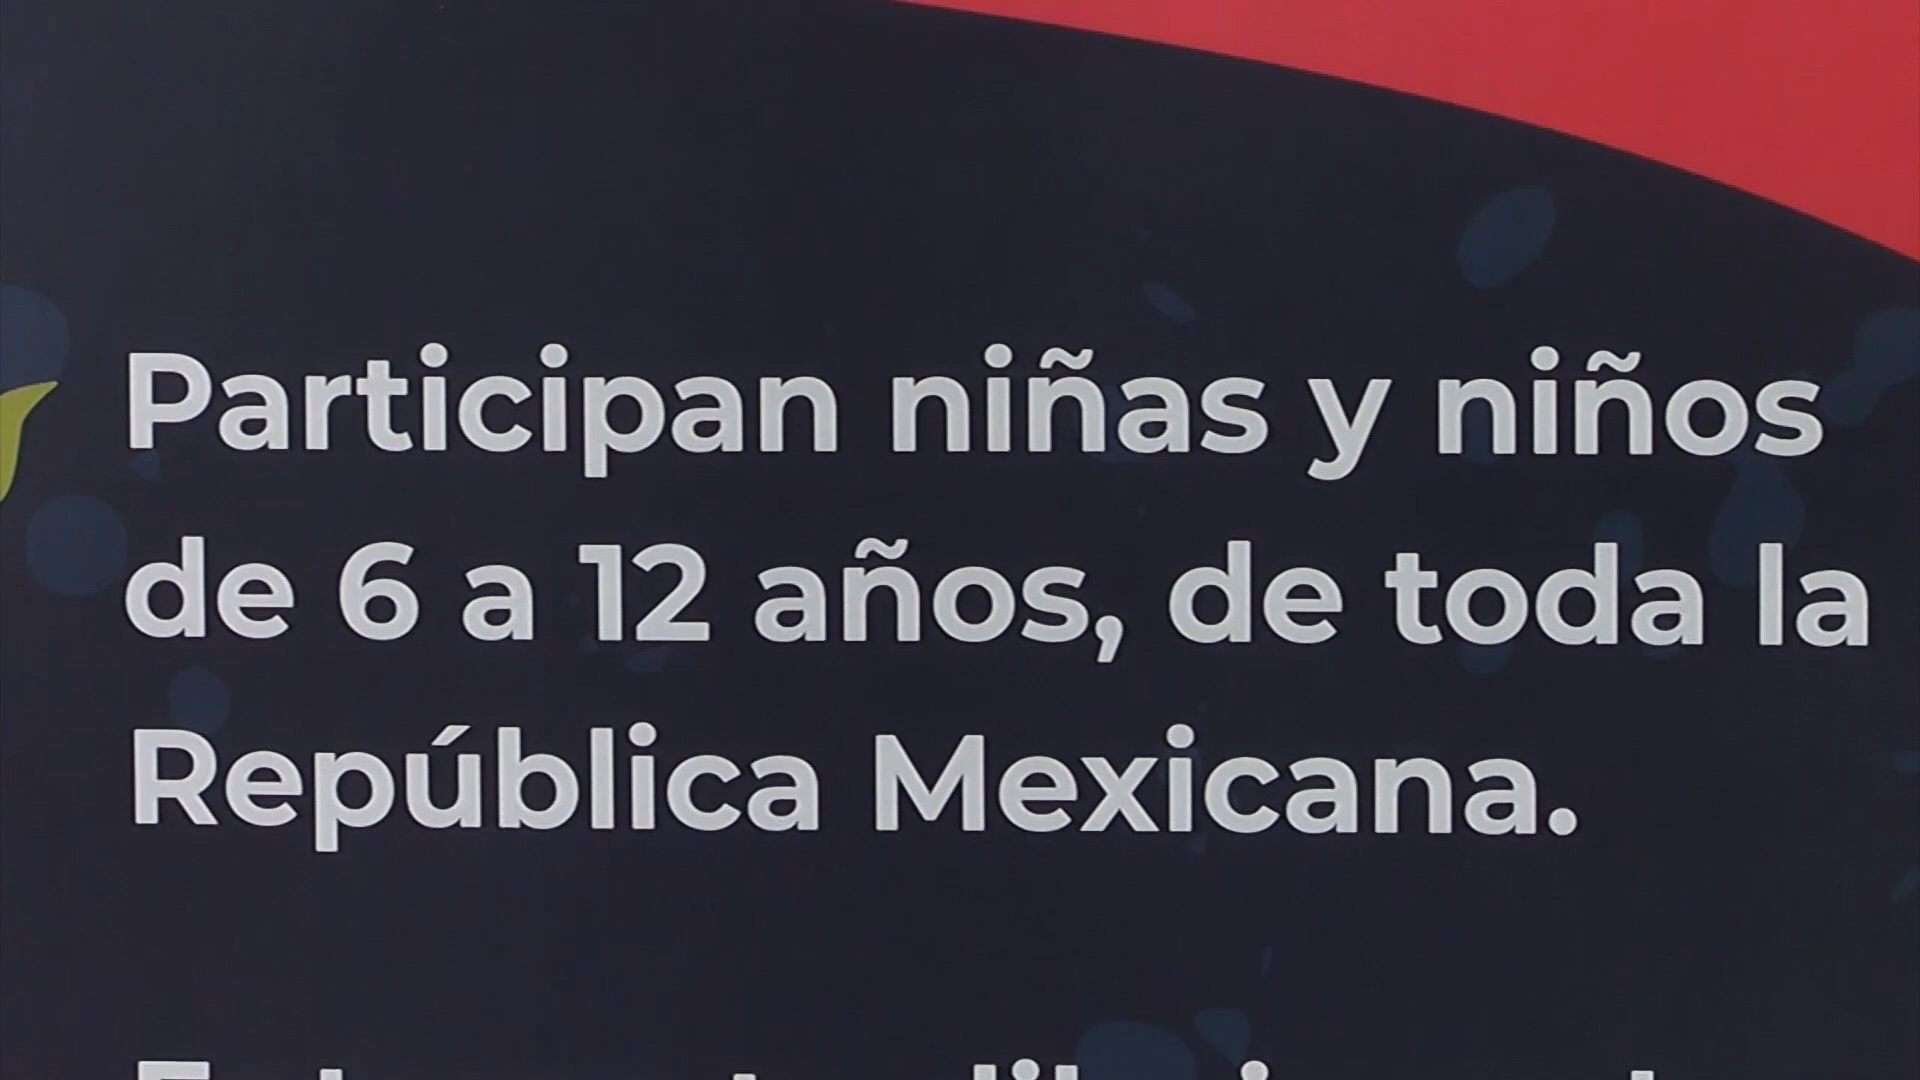 Participan niñas y niños
de 6 a 12 años, de toda la
República Mexicana.